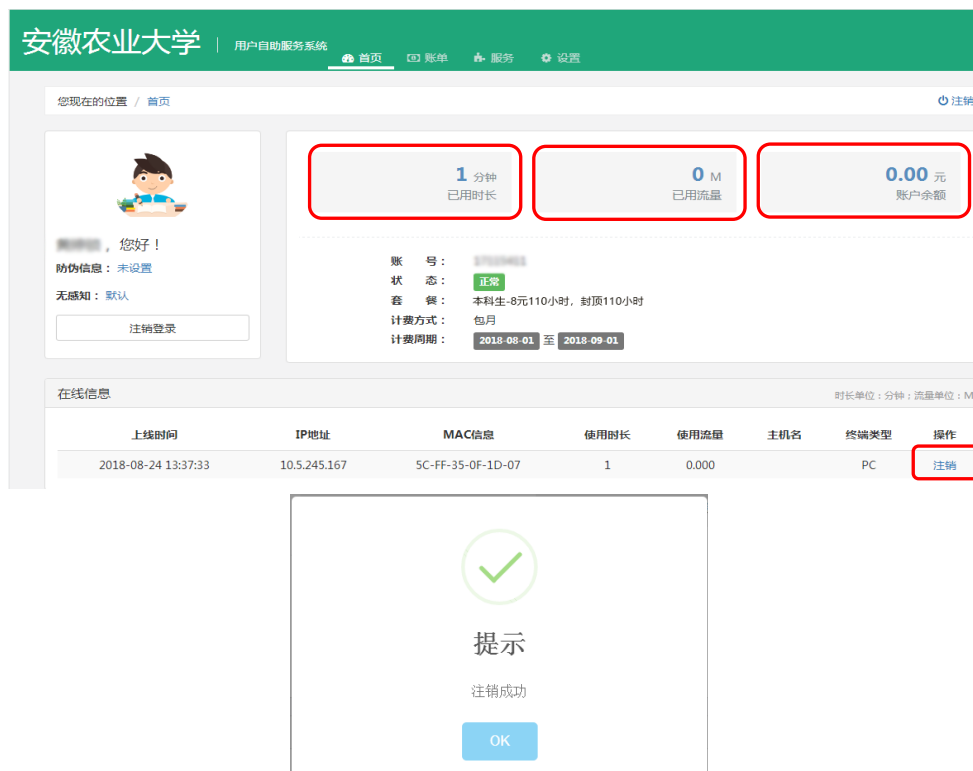 安徽农业大学 用户自助服务系统
首页 账单 服务 设置
您现在的位置 / 首页
注销
1 分钟
已用时长
0 M
已用流量
0.00 元
账户余额
，您好！
防伪信息：未设置
无感知：默认
注销登录
账 号：
状 态：正常
套 餐：本科生-8元110小时，封顶110小时
计费方式：包月
计费周期：2018-08-01 至 2018-09-01
在线信息
时长单位：分钟；流量单位：M
上线时间 IP地址 MAC信息 使用时长 使用流量 主机名 终端类型 操作
2018-08-24 13:37:33 10.5.245.167 5C-FF-35-0F-1D-07 1 0.000 PC 注销
提示
注销成功
OK